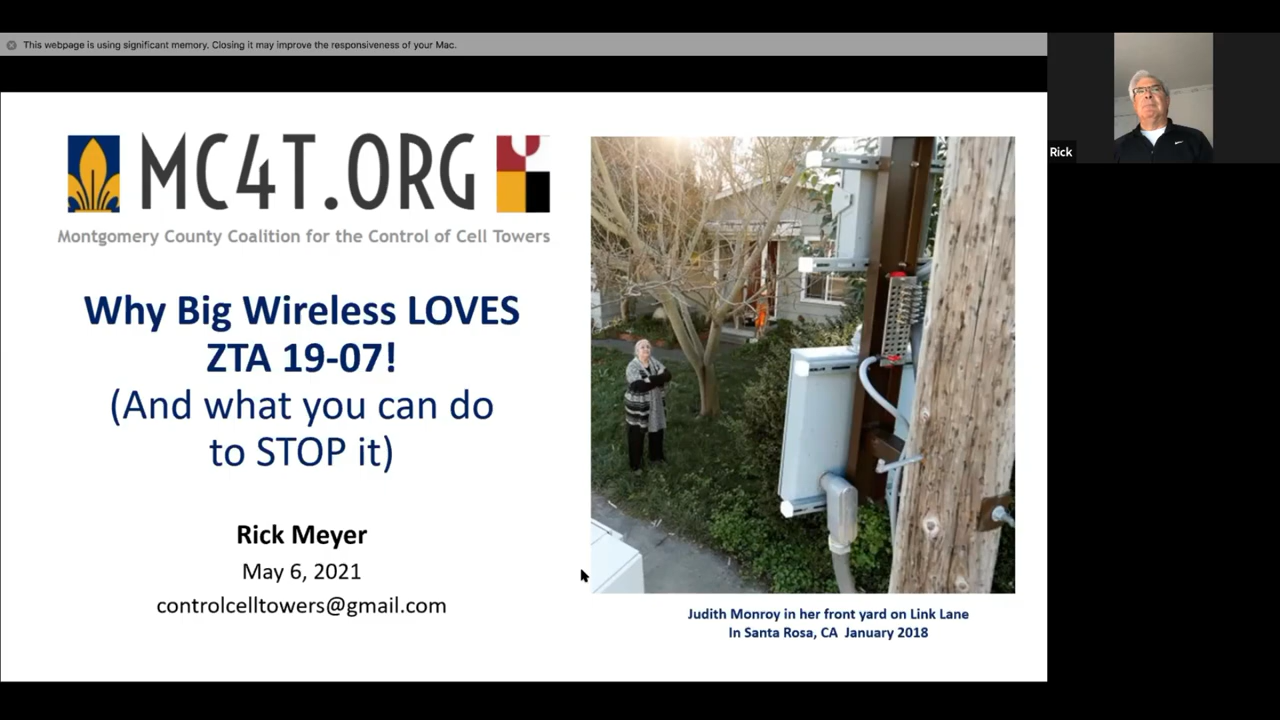 This webpage is using significant memory. Closing it may improve the responsiveness of your Mac.
MC4T.ORG
Montgomery County Coalition for the Control of Cell Towers
Why Big Wireless LOVES
ZTA 19-07!
(And what you can do
to STOP it)
Rick Meyer
May 6, 2021
controlcelltowers@gmail.com
Judith Monroy in her front yard on Link Lane
In Santa Rosa, CA January 2018
Rick